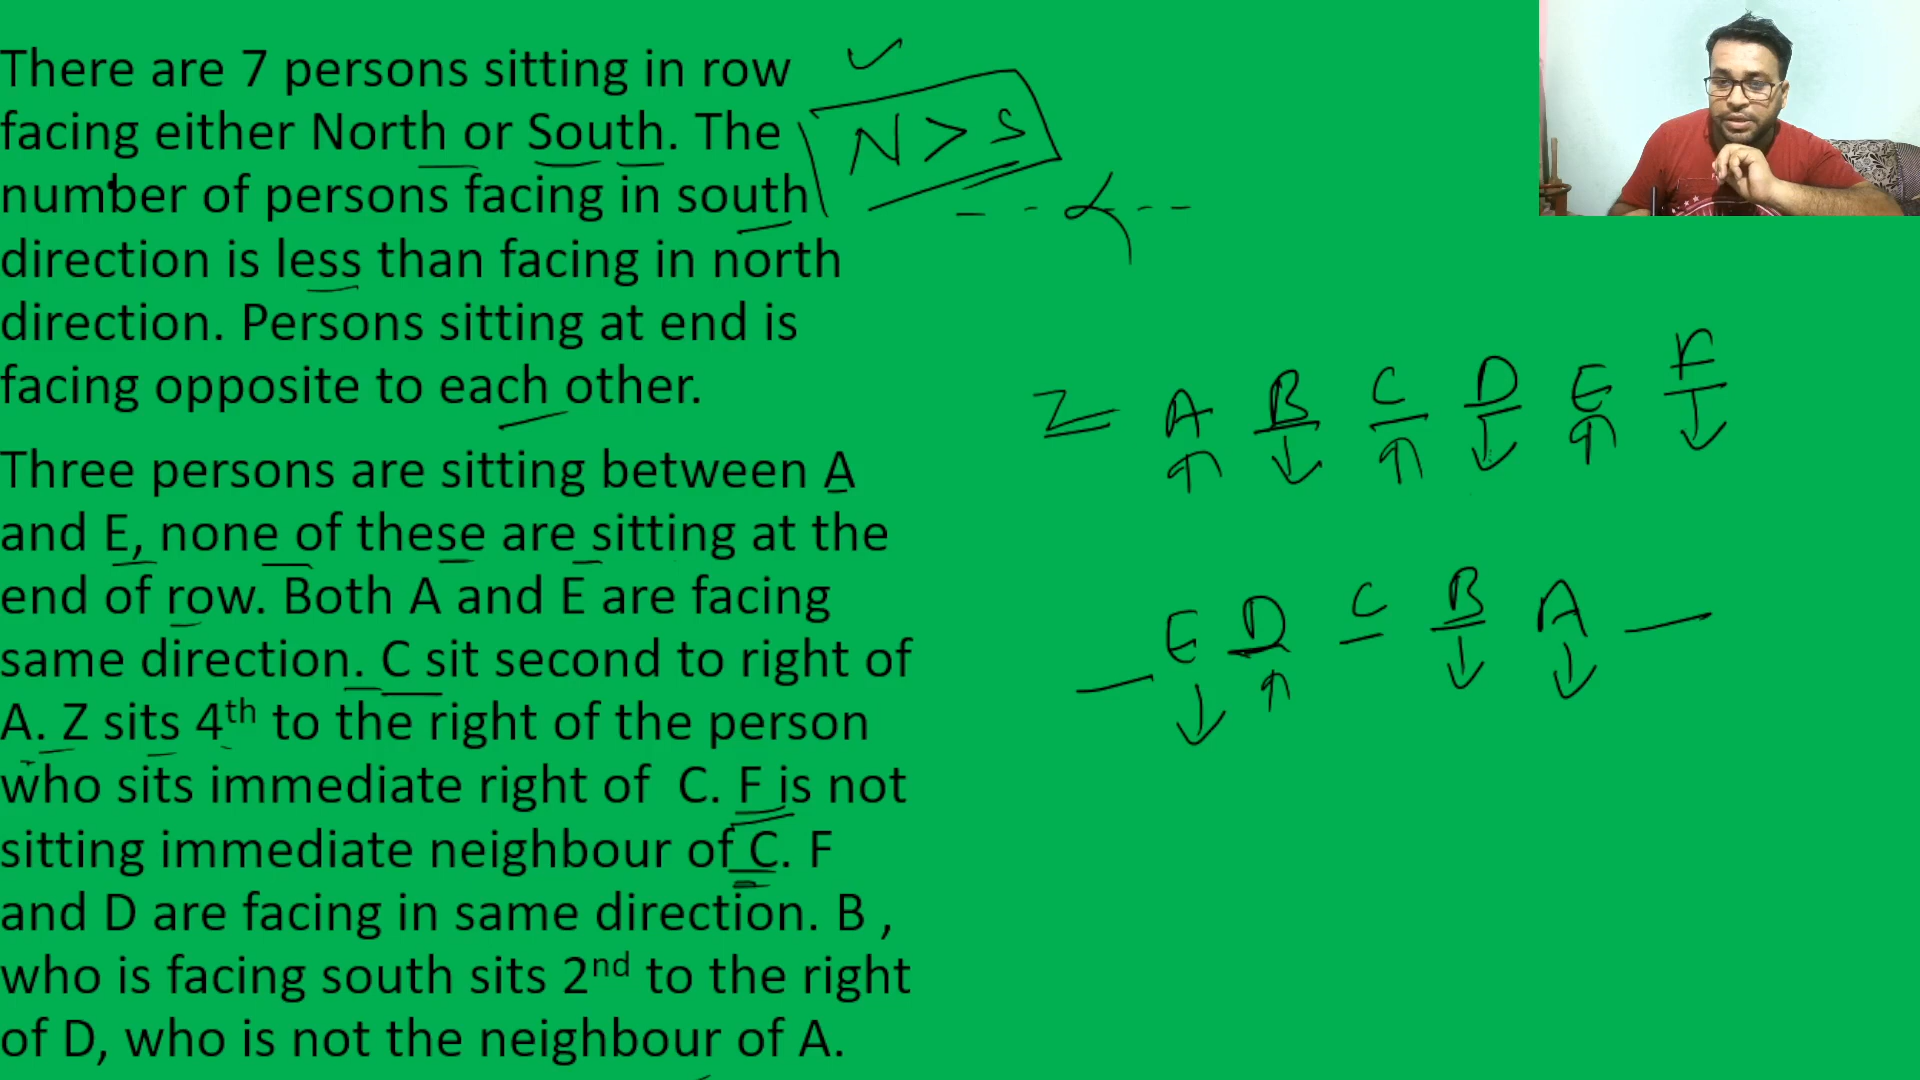 There are 7 persons sitting in row
facing either North or South. The
number of persons facing in south
direction is less than facing in north
direction. Persons sitting at end is
facing opposite to each other.
Three persons are sitting between A
and E, none of these are sitting at the
end of row. Both A and E are facing
same direction. C sit second to right of
A. Z sits 4th to the right of the person
who sits immediate right of C. F is not
sitting immediate neighbour of C. F
and D are facing in same direction. B ,
who is facing south sits 2nd to the right
of D, who is not the neighbour of A.
N > S
Z A B C D E F
E D C B A